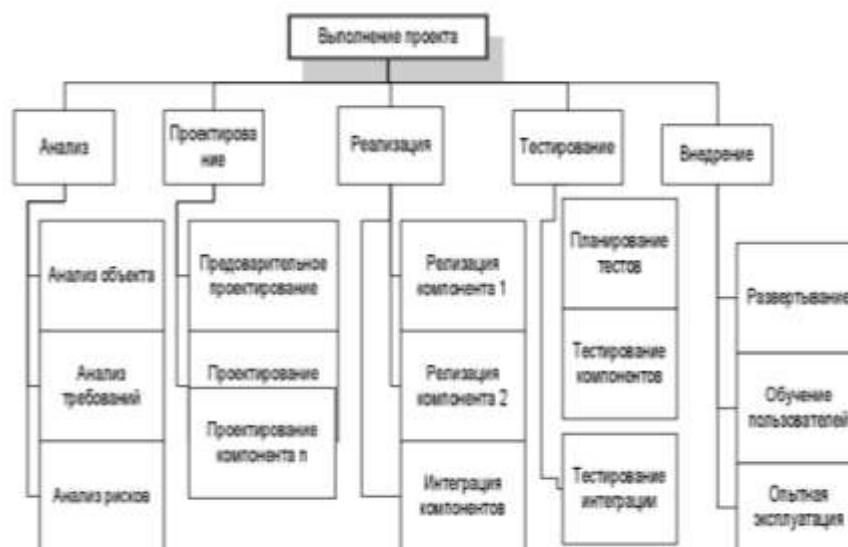 Выполнение проекта
Анализ
Проектирова
ние
Реализация
Тестирование
Внедрение
Анализ объекта
Анализ
требований
Анализ рисков
Предоварительное
проектирование
Проектирование
Проектирование
компонента n
Релизация
компонента 1
Релизация
компонента 2
Интеграция
компонентов
Планирование
тестов
Тестирование
компонентов
Тестирование
интеграции
Развертывание
Обучение
пользователей
Опытная
эксплуатация